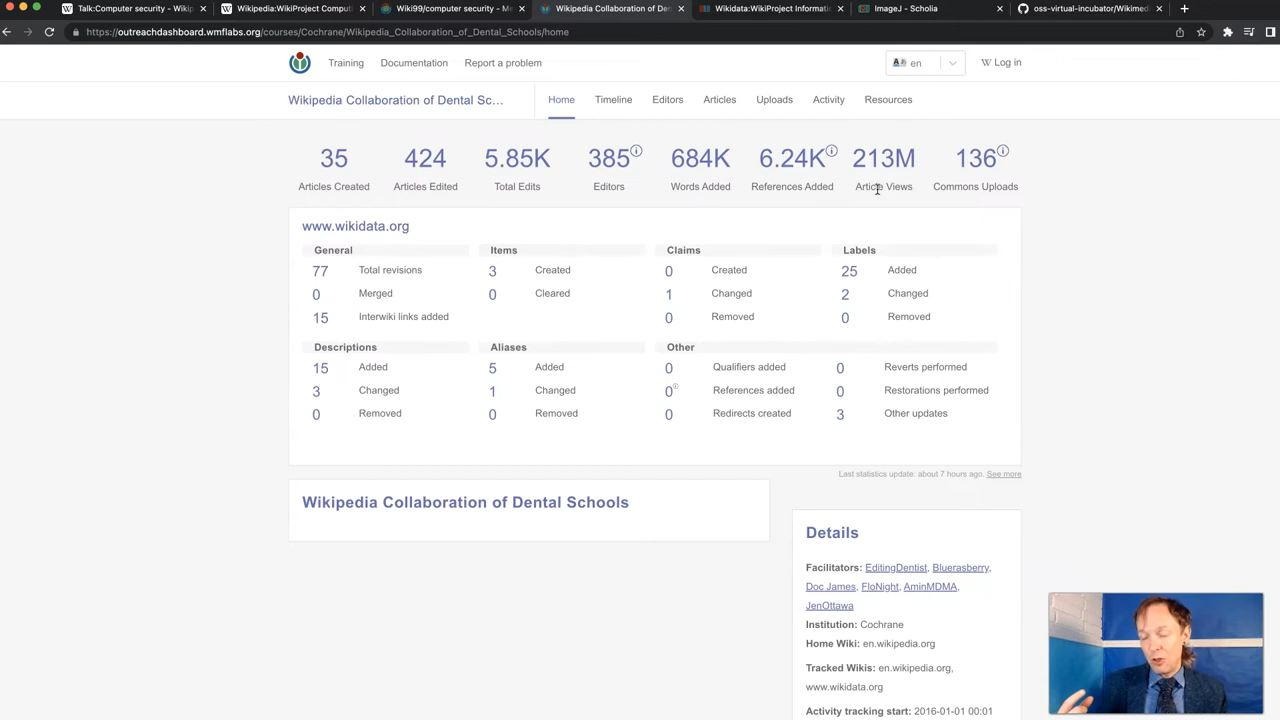 Talk:Computer security - Wikip
Wikipedia:WikiProject Comput
Wiki99/computer security - Me
Wikipedia Collaboration of Den
Wikidata:WikiProject Informatic
ImageJ - Scholia
oss-virtual-incubator/Wikimed
https://outreachdashboard.wmflabs.org/courses/Cochrane/Wikipedia_Collaboration_of_Dental_Schools/home
Training Documentation Report a problem
en
Log in
Wikipedia Collaboration of Dental Sc...
Home Timeline Editors Articles Uploads Activity Resources
35 424 5.85K 385 684K 6.24K 213M 136
Articles Created Articles Edited Total Edits Editors Words Added References Added Article Views Commons Uploads
www.wikidata.org
General Items Claims Labels
77 Total revisions 3 Created 0 Created 25 Added
0 Merged 0 Cleared 1 Changed 2 Changed
15 Interwiki links added 0 Removed 0 Removed
Descriptions Aliases Other
15 Added 5 Added 0 Qualifiers added 0 Reverts performed
3 Changed 1 Changed 0 References added 0 Restorations performed
0 Removed 0 Removed 0 Redirects created 3 Other updates
Last statistics update: about 7 hours ago. See more
Wikipedia Collaboration of Dental Schools
Details
Facilitators: EditingDentist, Bluerasberry,
Doc James, FloNight, AminMDMA,
JenOttawa
Institution: Cochrane
Home Wiki: en.wikipedia.org
Tracked Wikis: en.wikipedia.org,
www.wikidata.org
Activity tracking start: 2016-01-01 00:01